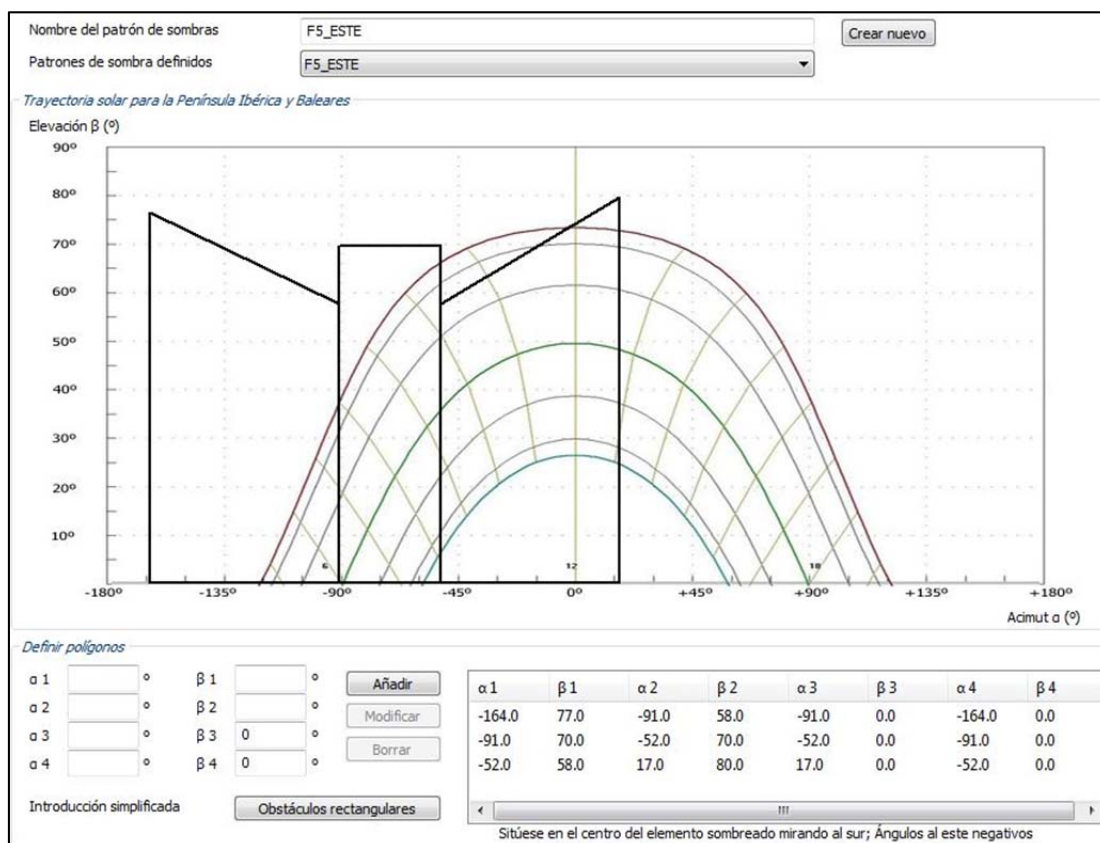 Nombre del patrón de sombras F5_ESTE Crear nuevo
Patrones de sombra definidos F5_ESTE
Trayectoria solar para la Península Ibérica y Baleares
Elevación β (º)
90º
80º
70º
60º
50º
40º
30º
20º
10º
6 12 18
-180º -135º -90º -45º 0º +45º +90º +135º +180º
Acimut α (º)
Definir polígonos
α 1 º β 1 º Añadir
α 2 º β 2 º Modificar
α 3 º β 3 0 º Borrar
α 4 º β 4 0 º
Introducción simplificada Obstáculos rectangulares
α 1 β 1 α 2 β 2 α 3 β 3 α 4 β 4
-164.0 77.0 -91.0 58.0 -91.0 0.0 -164.0 0.0
-91.0 70.0 -52.0 70.0 -52.0 0.0 -91.0 0.0
-52.0 58.0 17.0 80.0 17.0 0.0 -52.0 0.0
Sitúese en el centro del elemento sombreado mirando al sur; Ángulos al este negativos